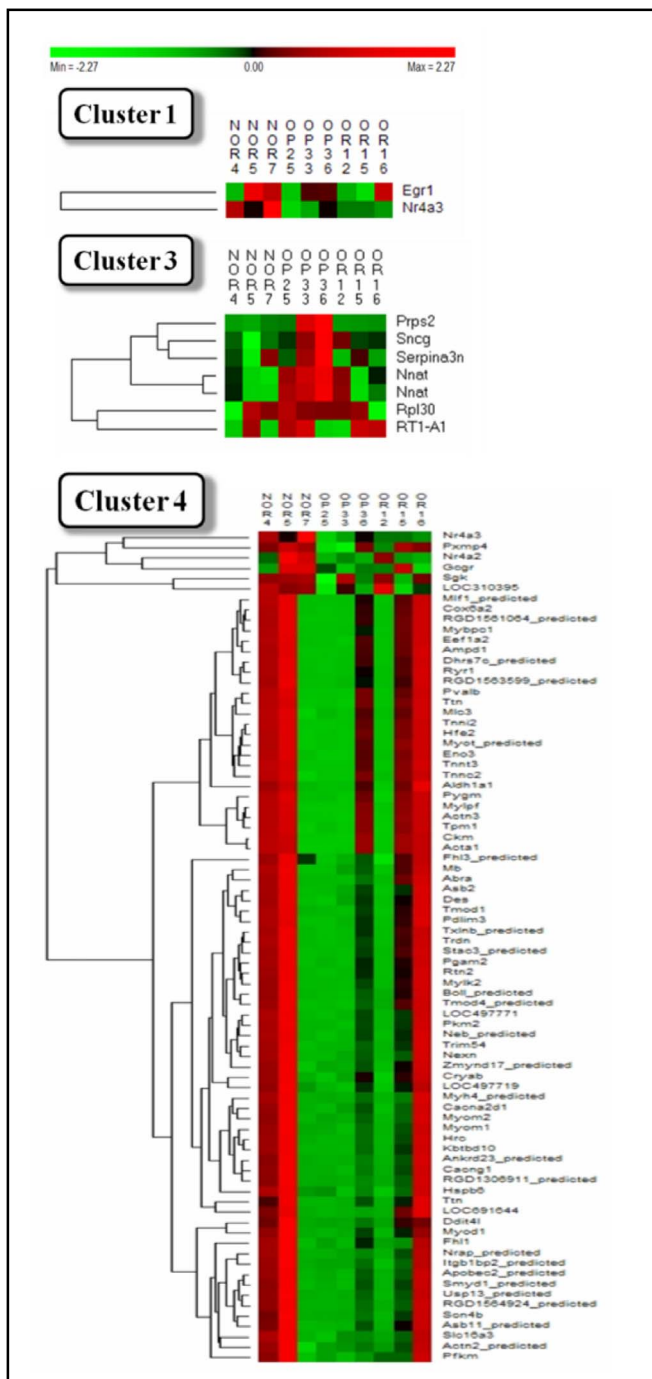 Min = -2.27 0.00 Max = 2.27
Cluster 1
NOR4 NOR5 NOR7 OP25 OP33 OP36 OR12 OR15 OR16
Egr1
Nr4a3
Cluster 3
NOR4 NOR5 NOR7 OP25 OP33 OP36 OR12 OR15 OR16
Prps2
Sncg
Serpina3n
Nnat
Nnat
Rpl30
RT1-A1
Cluster 4
NOR4 NOR5 NOR7 OP25 OP33 OP36 OR12 OR15 OR16
Nr4a3
Pxmp4
Nr4a2
Gcgr
Sgk
LOC310395
Mlf1_predicted
Cox6a2
RGD1561064_predicted
Mybpc1
Eef1a2
Ampd1
Dhrs7c_predicted
Ryr1
RGD1563599_predicted
Pvalb
Ttn
Mlc3
Tnni2
Hfe2
Myot_predicted
Eno3
Tnnt3
Tnnc2
Aldh1a1
Pygm
Mylpf
Actn3
Tpm1
Ckm
Acta1
Fhl3_predicted
Mb
Abra
Asb2
Des
Tmod1
Pdlim3
Txlnb_predicted
Trdn
Stac3_predicted
Pgam2
Rtn2
Mylk2
Boll_predicted
Tmod4_predicted
LOC497771
Pkm2
Neb_predicted
Trim54
Nexn
Zmynd17_predicted
Cryab
LOC497719
Myh4_predicted
Cacna2d1
Myom2
Myom1
Hrc
Kbtbd10
Ankrd23_predicted
Cacng1
RGD1306911_predicted
Hspb6
Ttn
LOC691644
Ddit4l
Myod1
Fhl1
Nrap_predicted
Itgb1bp2_predicted
Apobec2_predicted
Smyd1_predicted
Usp13_predicted
RGD1564924_predicted
Scn4b
Asb11_predicted
Slc16a3
Actn2_predicted
Pfkm